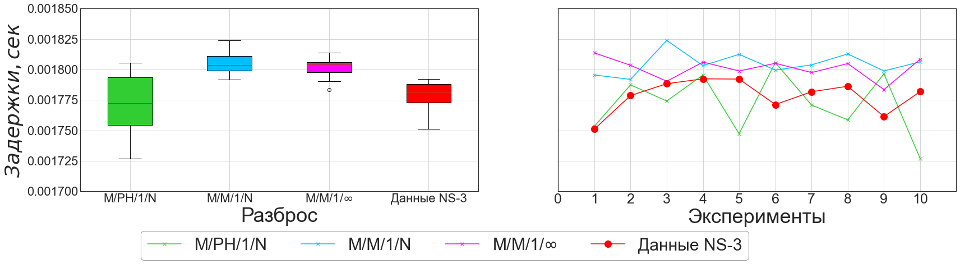 Задержки, сек
0.001850
0.001825
0.001800
0.001775
0.001750
0.001725
0.001700
M/PH/1/N M/M/1/N M/M/1/∞ Данные NS-3
Разброс
0 1 2 3 4 5 6 7 8 9 10
Эксперименты
M/PH/1/N M/M/1/N M/M/1/∞ Данные NS-3